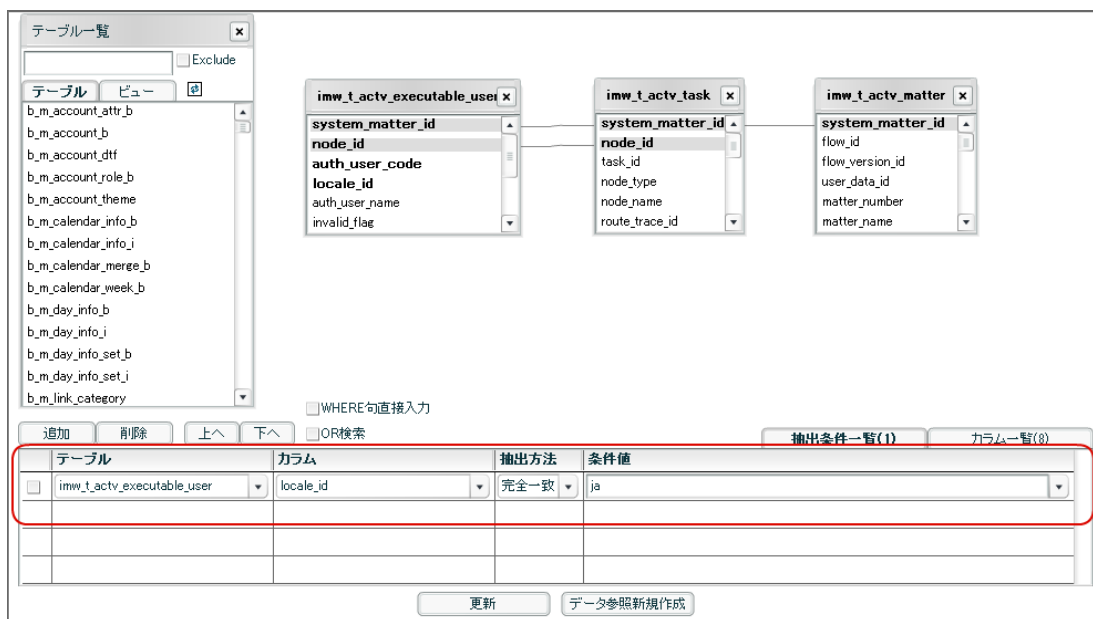 テーブル一覧
Exclude
テーブル ビュー
b_m_account_attr_b
b_m_account_b
b_m_account_dtf
b_m_account_role_b
b_m_account_theme
b_m_calendar_info_b
b_m_calendar_info_i
b_m_calendar_merge_b
b_m_calendar_week_b
b_m_day_info_b
b_m_day_info_i
b_m_day_info_set_b
b_m_day_info_set_i
b_m_link_category
imw_t_actv_executable_user
system_matter_id
node_id
auth_user_code
locale_id
auth_user_name
invalid_flag
imw_t_actv_task
system_matter_id
node_id
task_id
node_type
node_name
route_trace_id
imw_t_actv_matter
system_matter_id
flow_id
flow_version_id
user_data_id
matter_number
matter_name
WHERE句直接入力
追加 削除 上へ 下へ OR検索 抽出条件一覧(1) カラム一覧(8)
テーブル カラム 抽出方法 条件値
imw_t_actv_executable_user locale_id 完全一致 ja
更新 データ参照新規作成